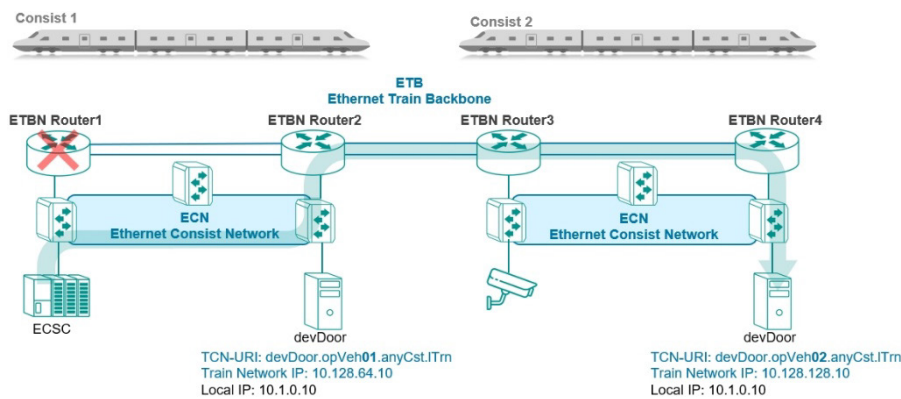 Consist 1
Consist 2
ETB
Ethernet Train Backbone
ETBN Router1
ETBN Router2
ETBN Router3
ETBN Router4
ECN
Ethernet Consist Network
ECN
Ethernet Consist Network
ECSC
devDoor
devDoor
TCN-URI: devDoor.opVeh01.anyCst.lTrn
Train Network IP: 10.128.64.10
Local IP: 10.1.0.10
TCN-URI: devDoor.opVeh02.anyCst.lTrn
Train Network IP: 10.128.128.10
Local IP: 10.1.0.10